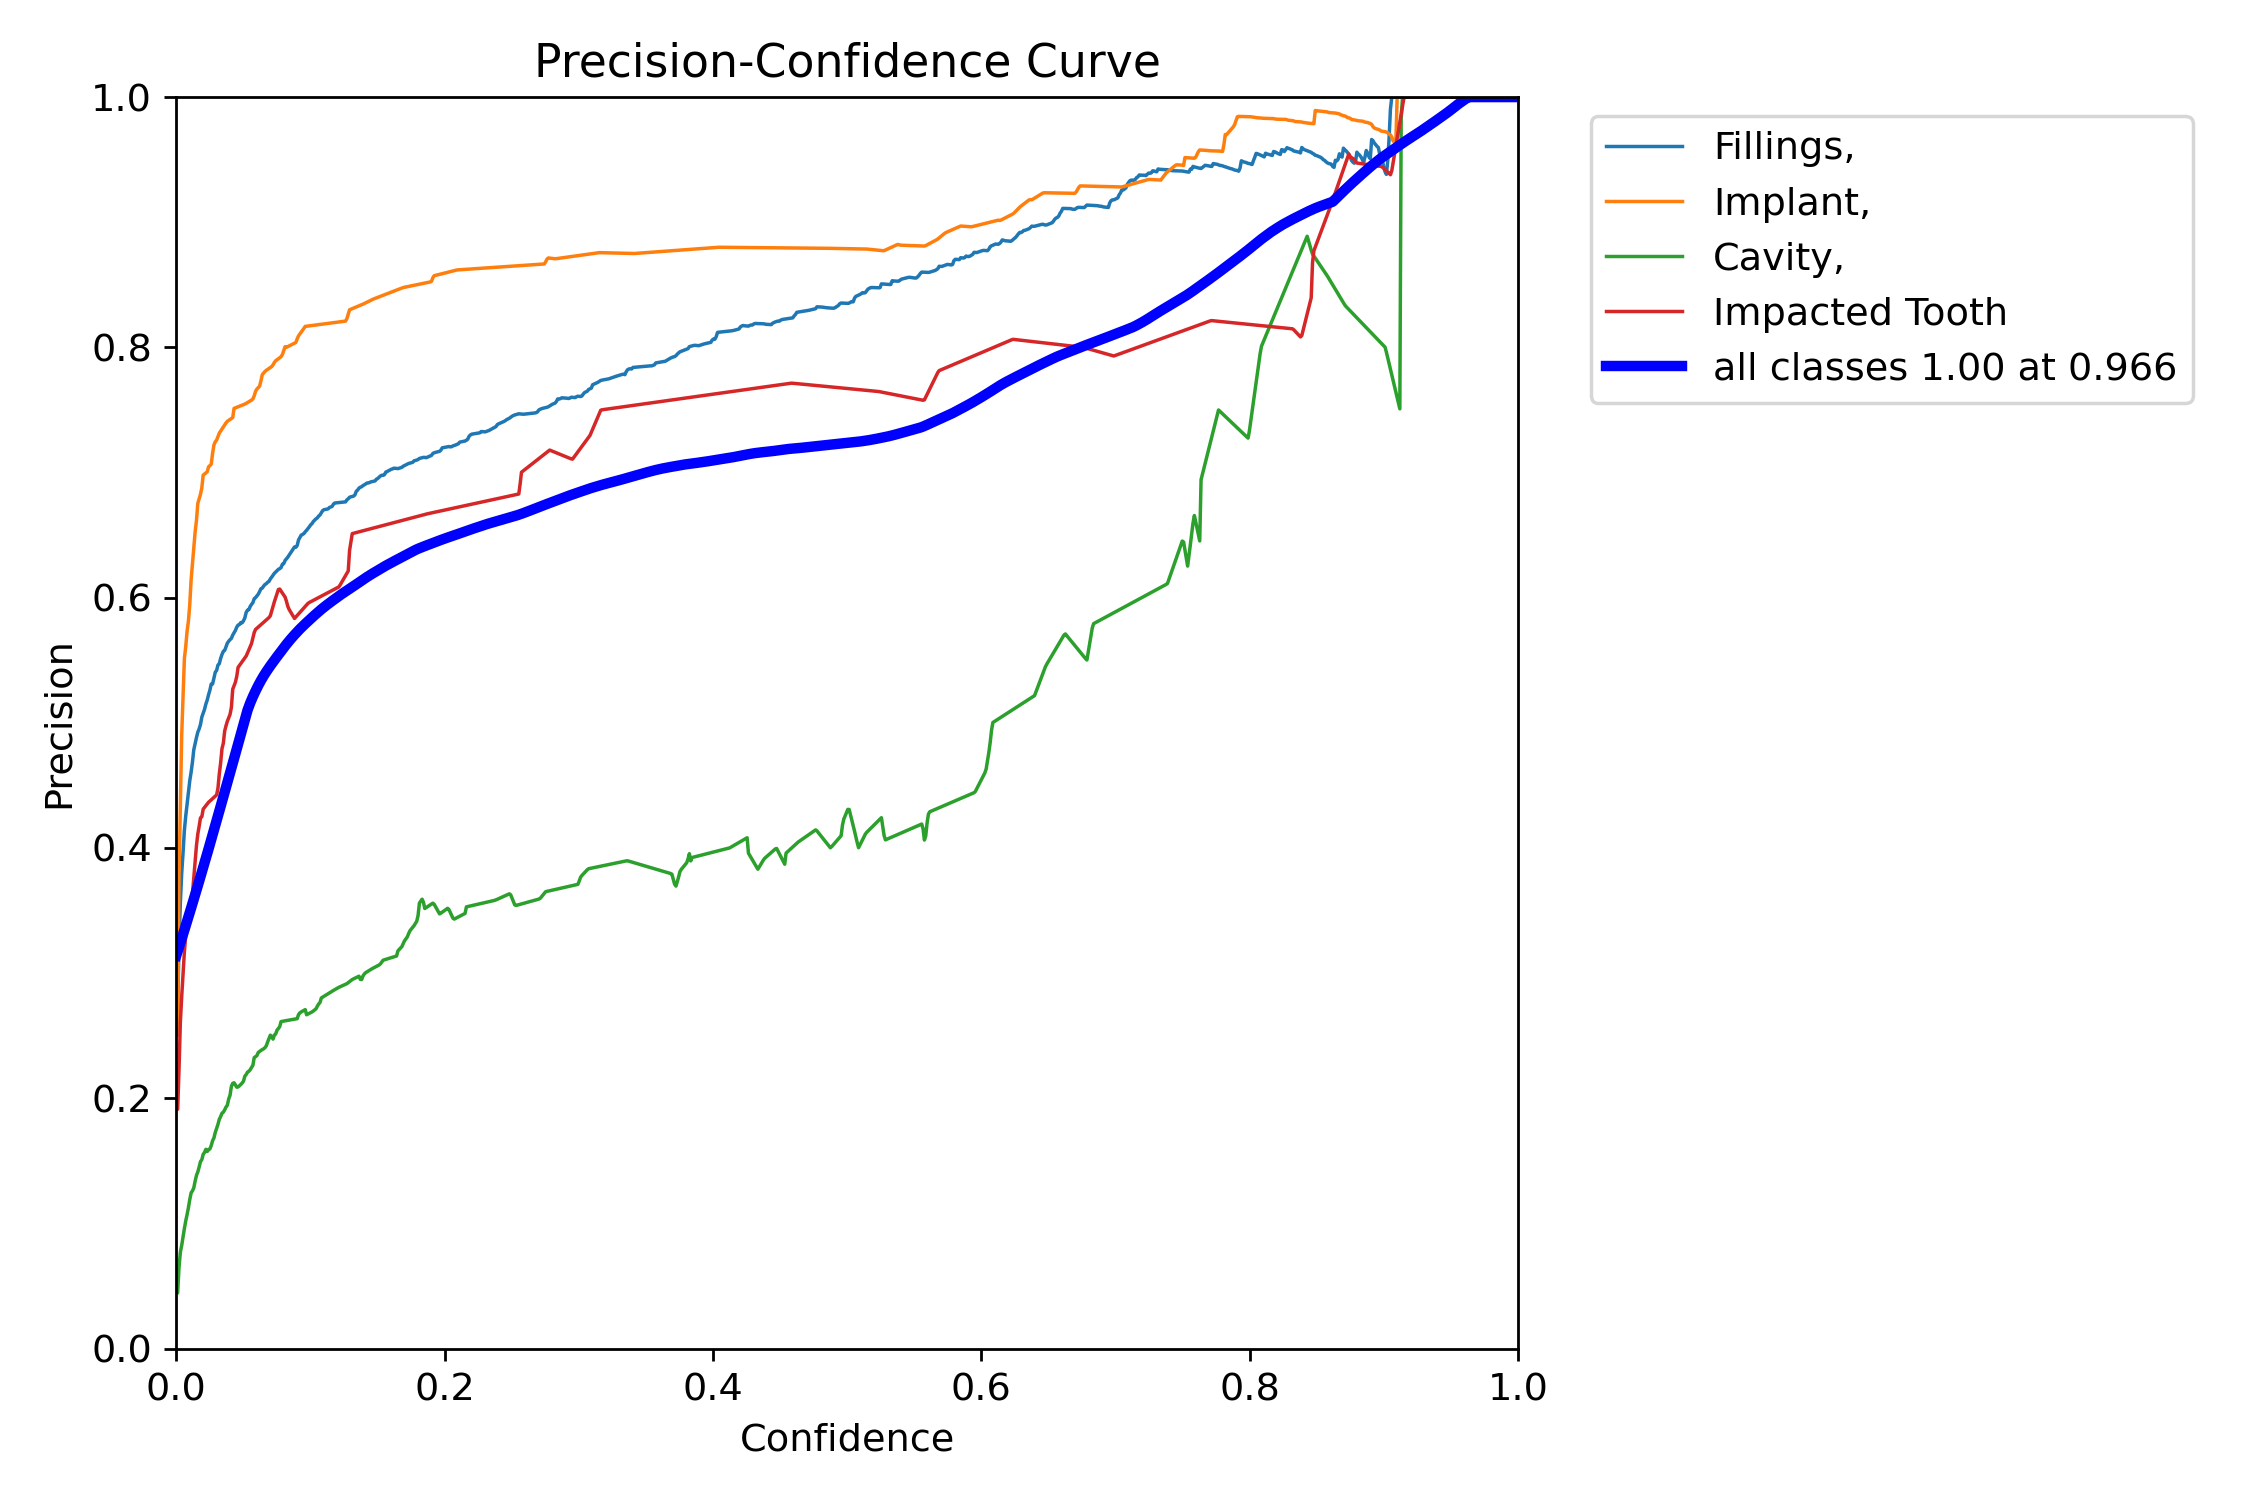 Precision-Confidence Curve
1.0
0.8
0.6
0.4
0.2
0.0
Precision
0.0 0.2 0.4 0.6 0.8 1.0
Confidence
Fillings,
Implant,
Cavity,
Impacted Tooth
all classes 1.00 at 0.966